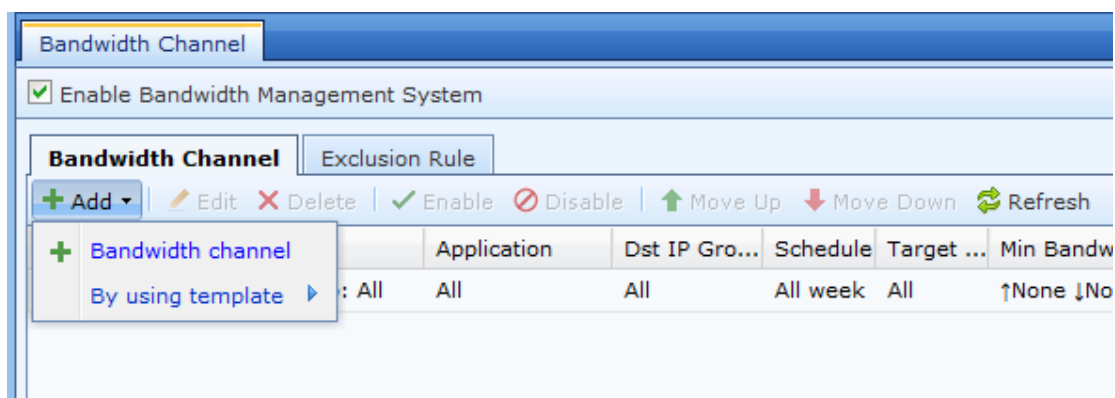 Bandwidth Channel
Enable Bandwidth Management System
Bandwidth Channel Exclusion Rule
Add Edit Delete Enable Disable Move Up Move Down Refresh
Bandwidth channel Application Dst IP Gro... Schedule Target ... Min Bandw
By using template : All All All All week All ↑None ↓No